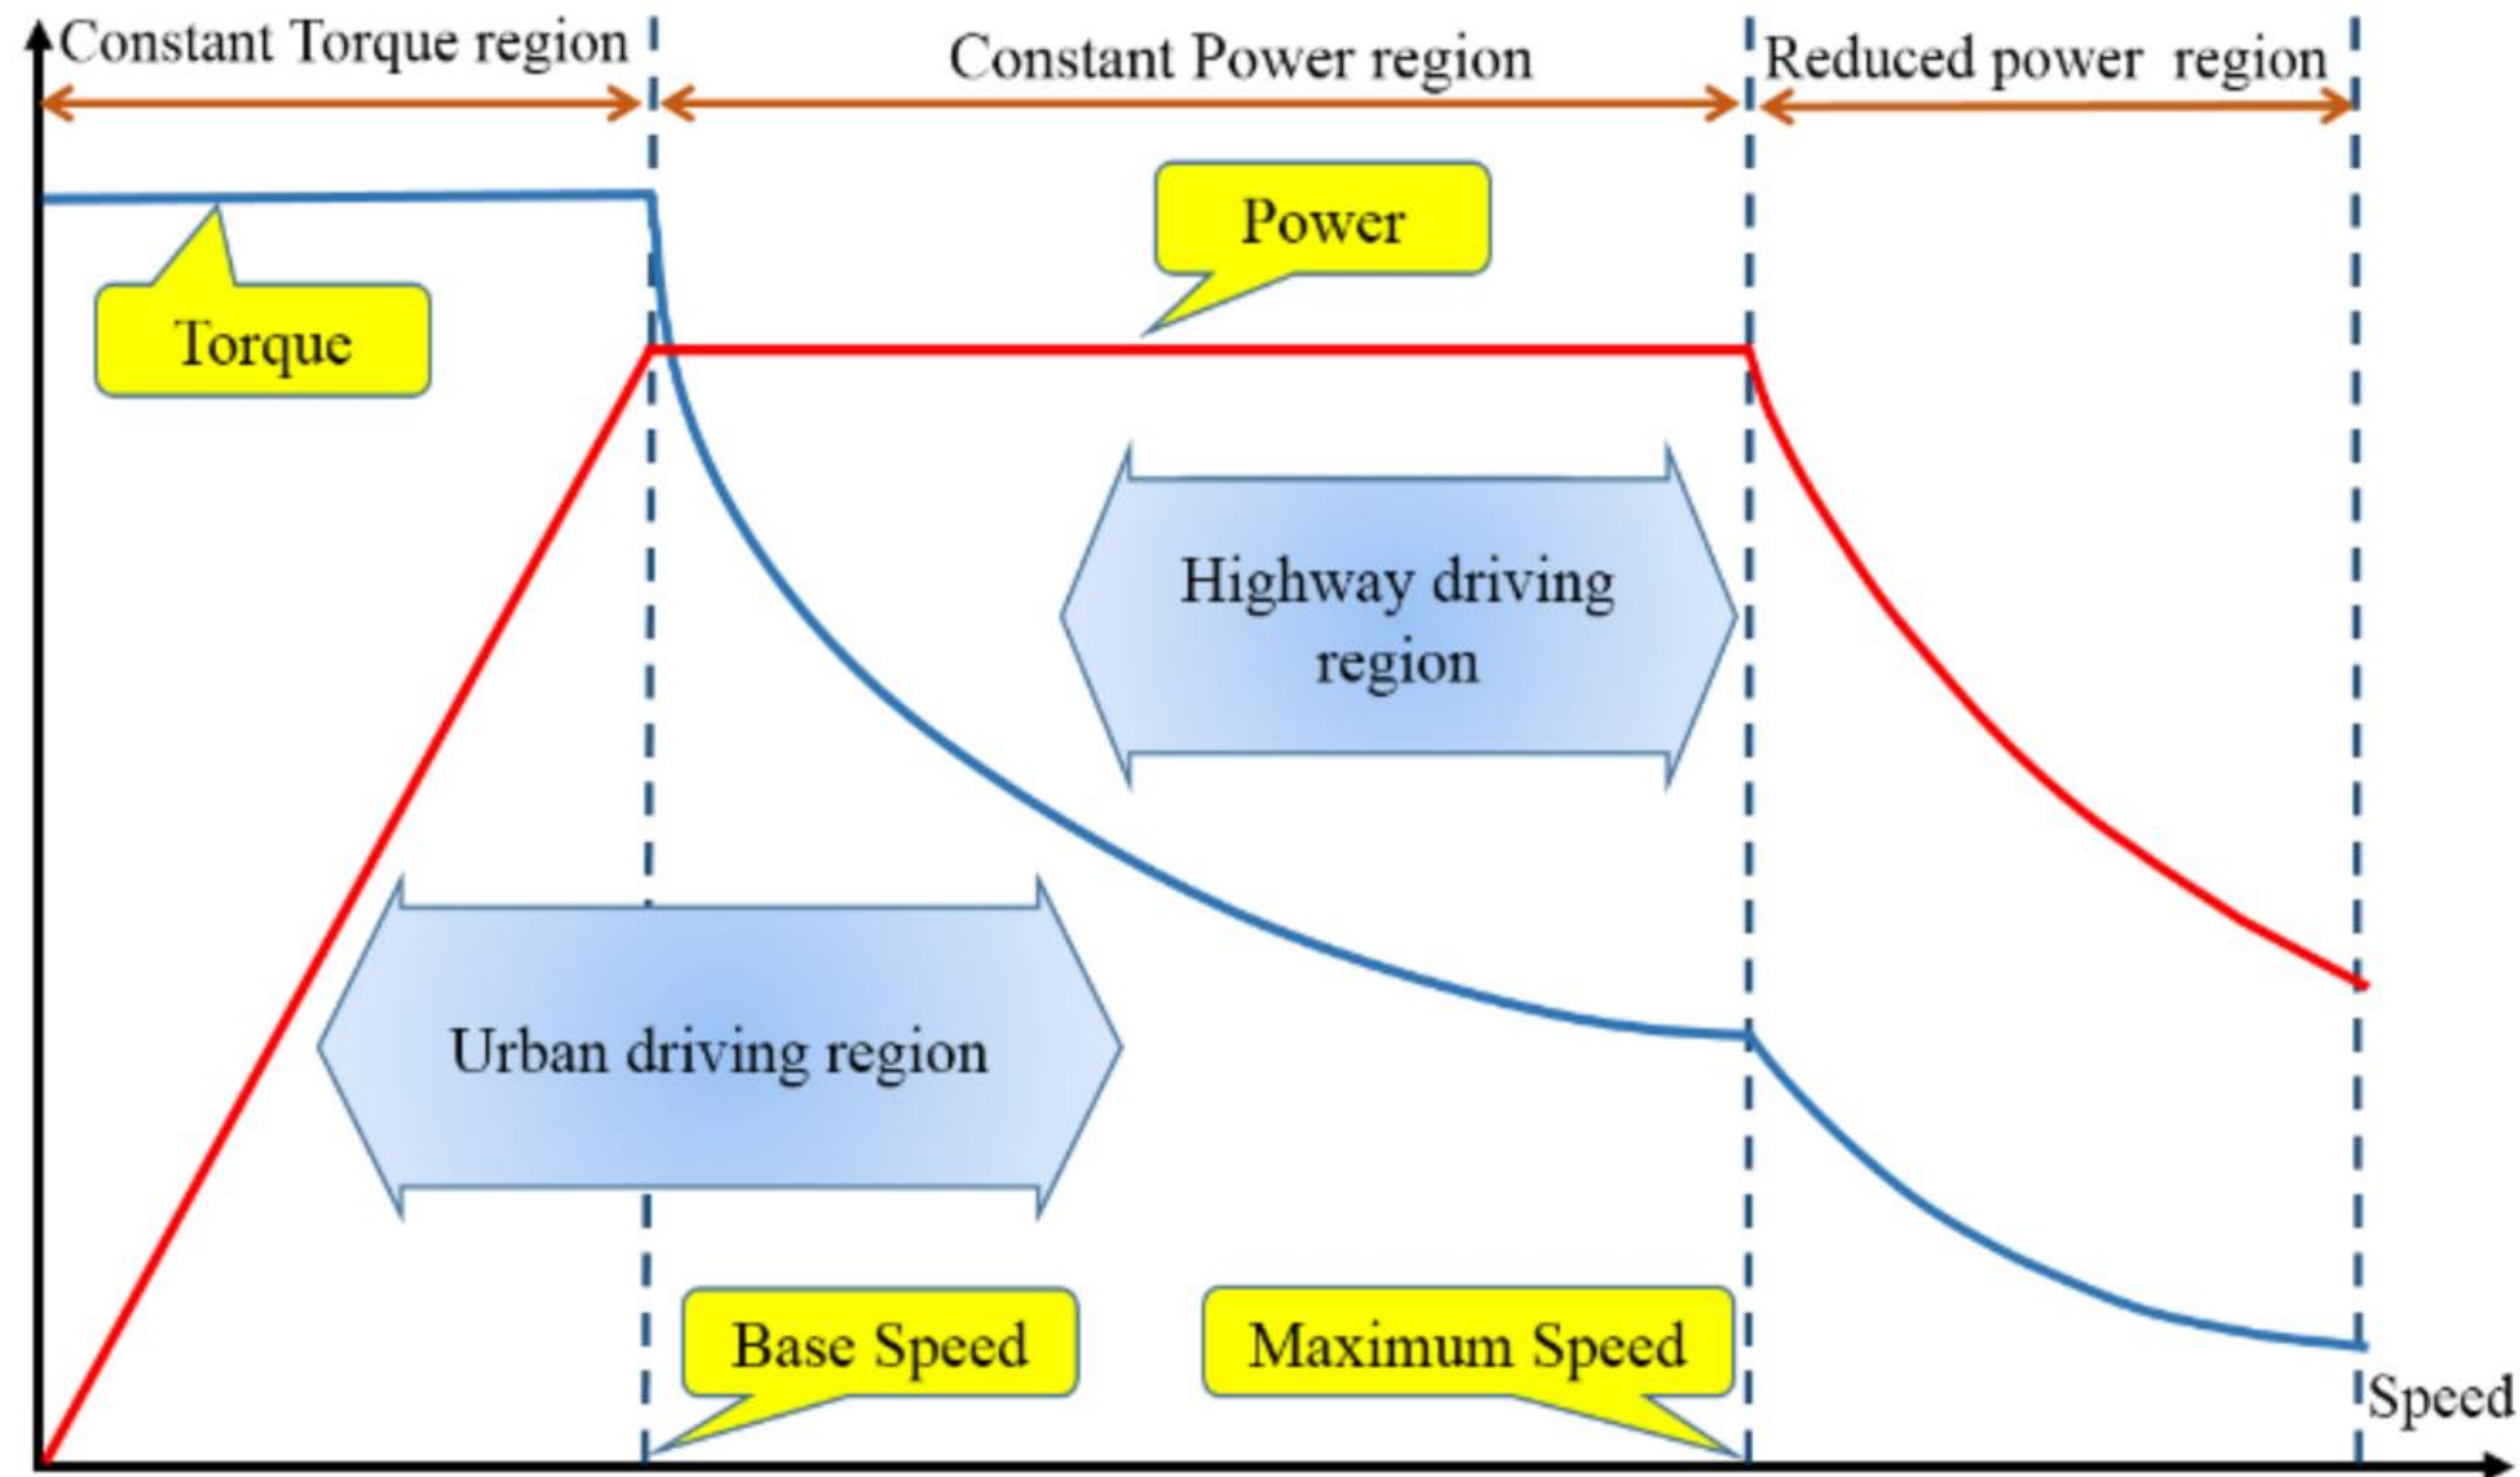 Constant Torque region
Constant Power region
Reduced power region
Power
Torque
Highway driving
region
Urban driving region
Base Speed
Maximum Speed
Speed